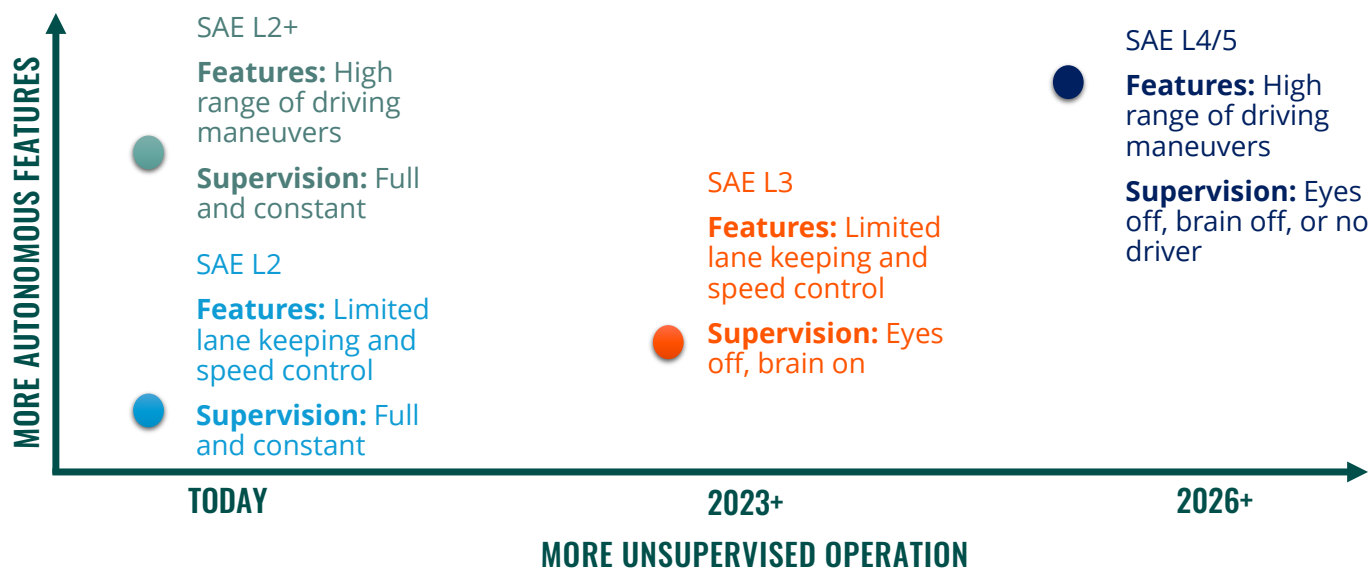 MORE AUTONOMOUS FEATURES
SAE L2+
Features: High
range of driving
maneuvers
Supervision: Full
and constant
SAE L2
Features: Limited
lane keeping and
speed control
Supervision: Full
and constant
SAE L3
Features: Limited
lane keeping and
speed control
Supervision: Eyes
off, brain on
SAE L4/5
Features: High
range of driving
maneuvers
Supervision: Eyes
off, brain off, or no
driver
TODAY
2023+
2026+
MORE UNSUPERVISED OPERATION